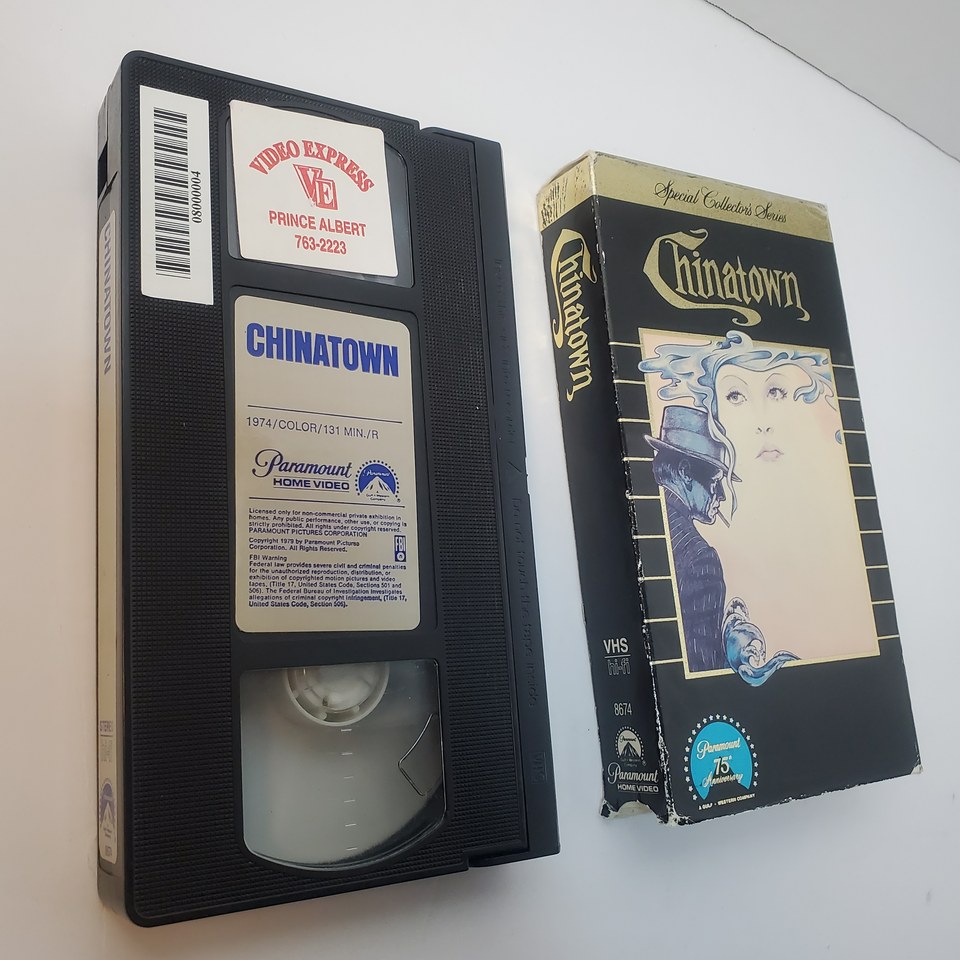 08000004
VIDEO EXPRESS
VE
PRINCE ALBERT
763-2223
CHINATOWN
CHINATOWN
1974/COLOR/131 MIN./R
Paramount
HOME VIDEO
Paramount
Gulf + Western
Company
®
Licensed only for non-commercial private exhibition in
homes. Any public performance, other use, or copying is
strictly prohibited. All rights under copyright reserved.
PARAMOUNT PICTURES CORPORATION
Copyright 1979 by Paramount Pictures
Corporation. All Rights Reserved.
FBI
FBI Warning
Federal law provides severe civil and criminal penalties
for the unauthorized reproduction, distribution, or
exhibition of copyrighted motion pictures and video
tapes. (Title 17, United States Code, Sections 501 and
506). The Federal Bureau of Investigation investigates
allegations of criminal copyright infringement, (Title 17,
United States Code, Section 506).
VHS
Special Collector's Series
Chinatown
Chinatown
VHS
hi-fi
8674
Paramount
HOME VIDEO
Paramount
75th
Anniversary
A GULF + WESTERN COMPANY